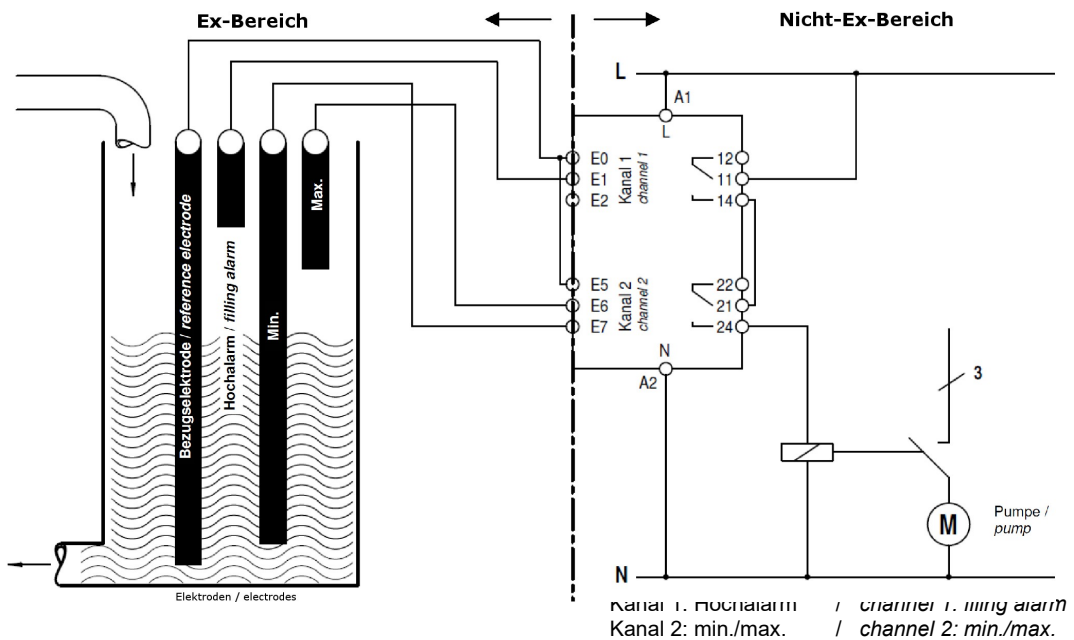 Ex-Bereich
Nicht-Ex-Bereich
L
A1
L
E0
E1
E2
Kanal 1
channel 1
12
11
14
E5
E6
E7
Kanal 2
channel 2
22
21
24
N
A2
3
M
Pumpe /
pump
N
Bezugselektrode / reference electrode
Hochalarm / filling alarm
Min.
Max.
Elektroden / electrodes
Kanal 1: Hochalarm / channel 1: filling alarm
Kanal 2: min./max. / channel 2: min./max.